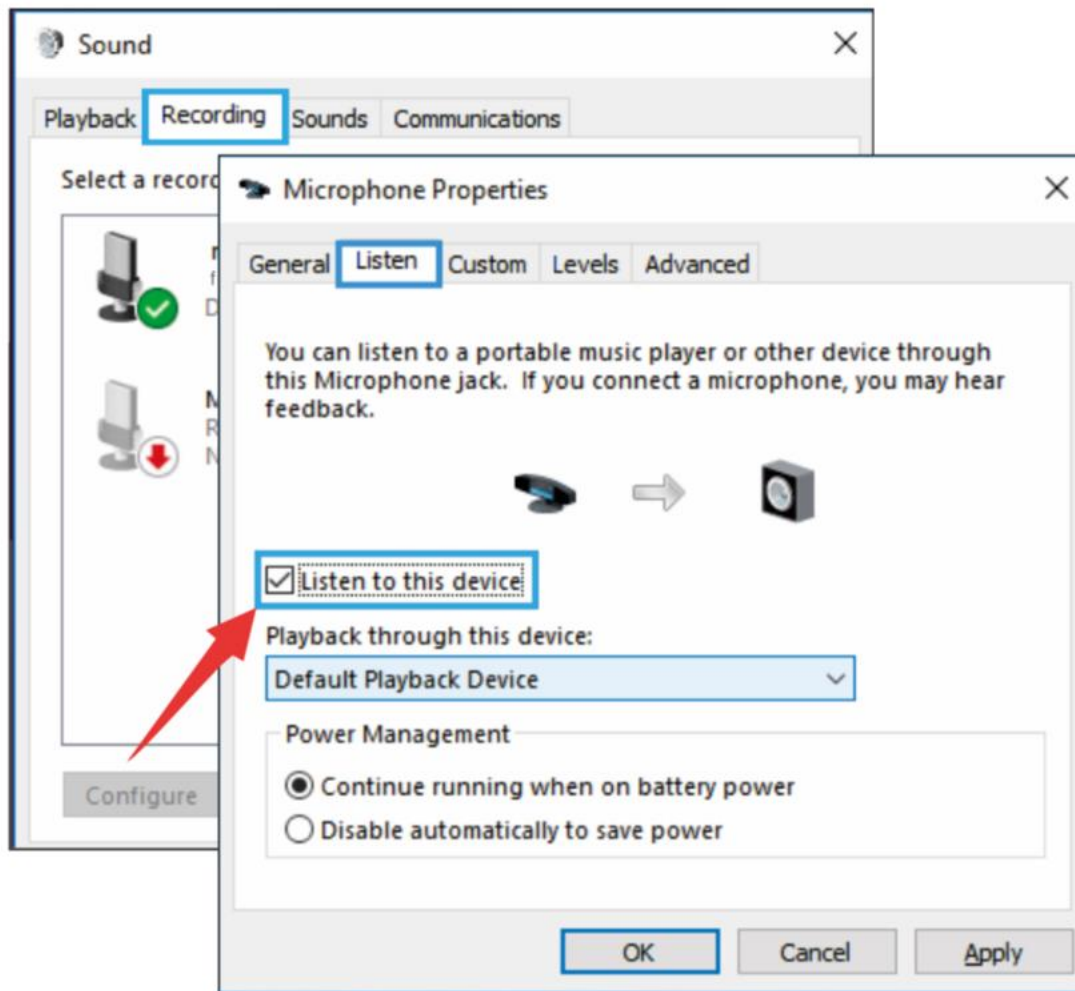 Sound
Playback Recording Sounds Communications
Select a record
Microphone Properties
General Listen Custom Levels Advanced
You can listen to a portable music player or other device through
this Microphone jack. If you connect a microphone, you may hear
feedback.
Listen to this device
Playback through this device:
Default Playback Device
Power Management
Continue running when on battery power
Disable automatically to save power
Configure
OK Cancel Apply